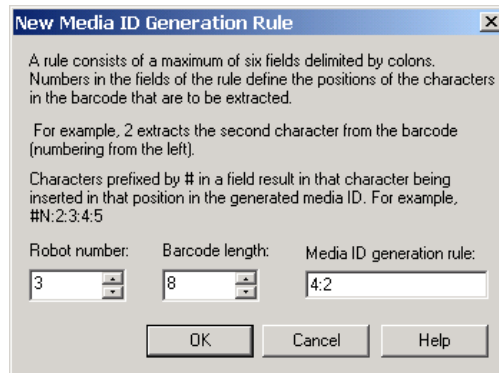 New Media ID Generation Rule
A rule consists of a maximum of six fields delimited by colons.
Numbers in the fields of the rule define the positions of the characters
in the barcode that are to be extracted.
For example, 2 extracts the second character from the barcode
(numbering from the left).
Characters prefixed by # in a field result in that character being
inserted in that position in the generated media ID. For example,
#N:2:3:4:5
Robot number: Barcode length: Media ID generation rule:
3 8 4:2
OK Cancel Help